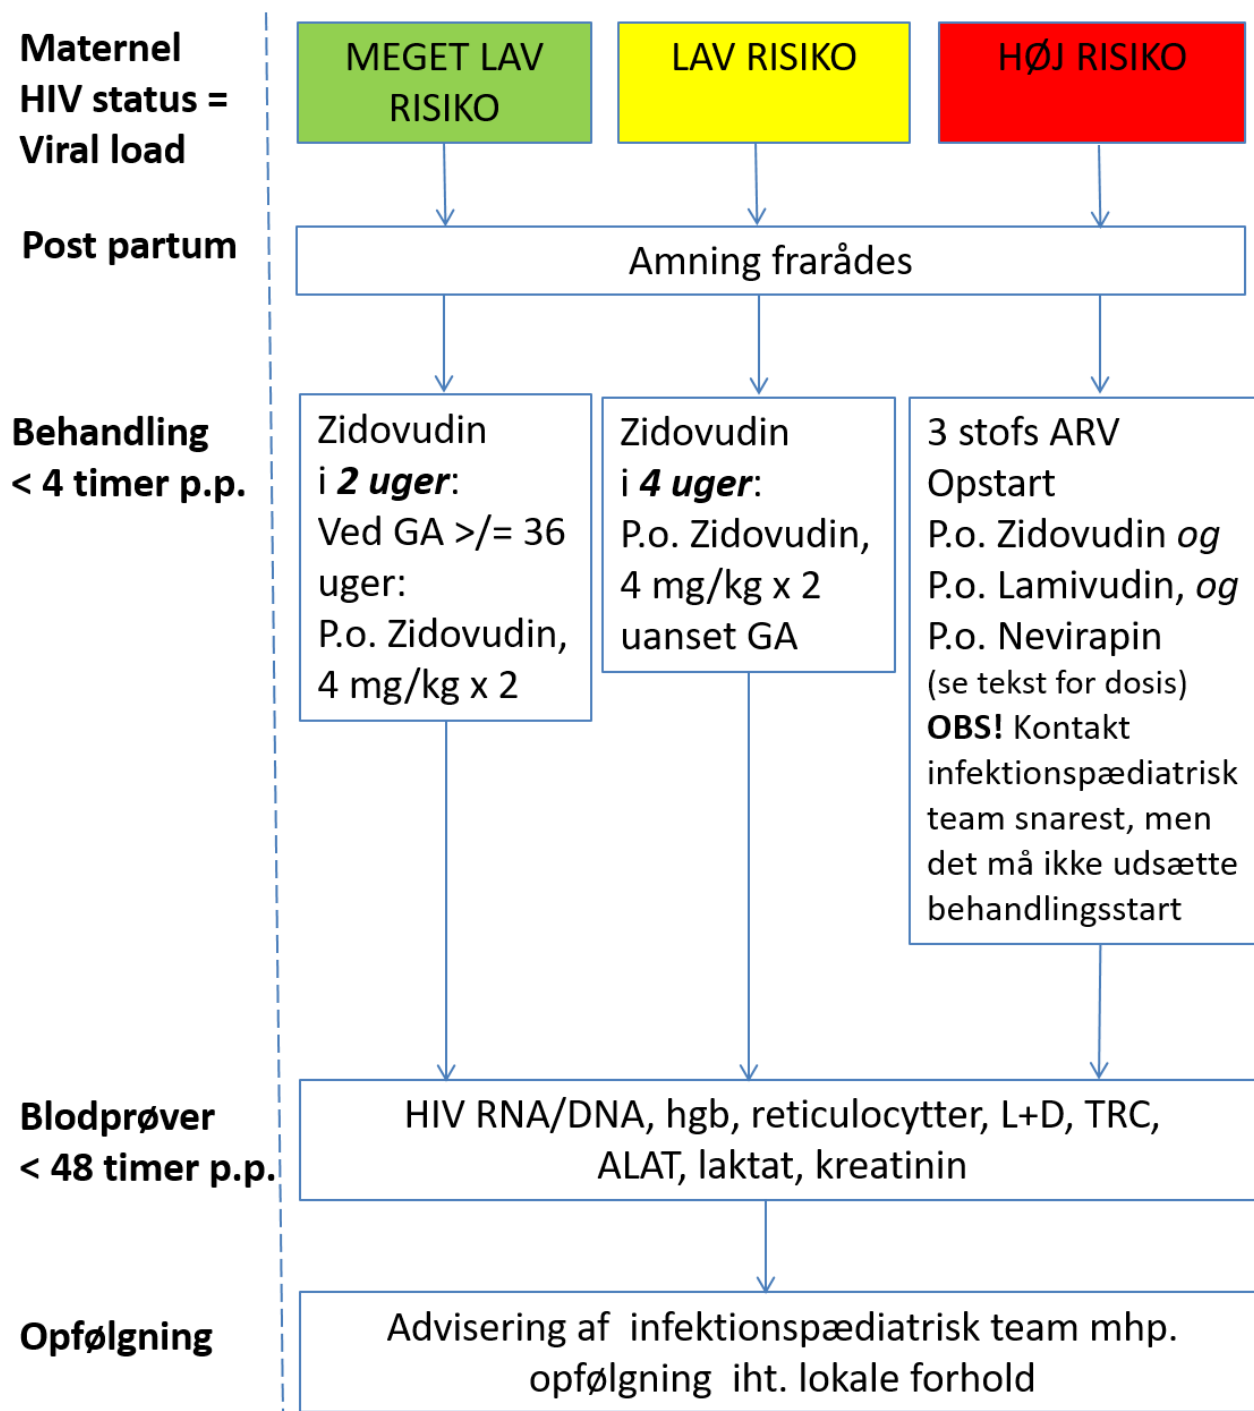 Maternel
HIV status =
Viral load
MEGET LAV
RISIKO
LAV RISIKO
HØJ RISIKO
Post partum
Amning frarådes
Behandling
< 4 timer p.p.
Zidovudin
i 2 uger:
Ved GA >/= 36
uger:
P.o. Zidovudin,
4 mg/kg x 2
Zidovudin
i 4 uger:
P.o. Zidovudin,
4 mg/kg x 2
uanset GA
3 stofs ARV
Opstart
P.o. Zidovudin og
P.o. Lamivudin, og
P.o. Nevirapin
(se tekst for dosis)
OBS! Kontakt
infektionspædiatrisk
team snarest, men
det må ikke udsætte
behandlingsstart
Blodprøver
< 48 timer p.p.
HIV RNA/DNA, hgb, reticulocytter, L+D, TRC,
ALAT, laktat, kreatinin
Opfølgning
Advisering af infektionspædiatrisk team mhp.
opfølgning iht. lokale forhold